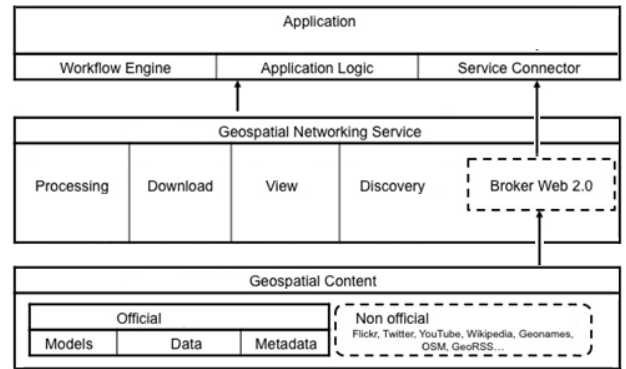 Application
Workflow Engine
Application Logic
Service Connector
Geospatial Networking Service
Processing
Download
View
Discovery
Broker Web 2.0
Geospatial Content
Official
Models
Data
Metadata
Non official
Flickr, Twitter, YouTube, Wikipedia, Geonames,
OSM, GeoRSS...